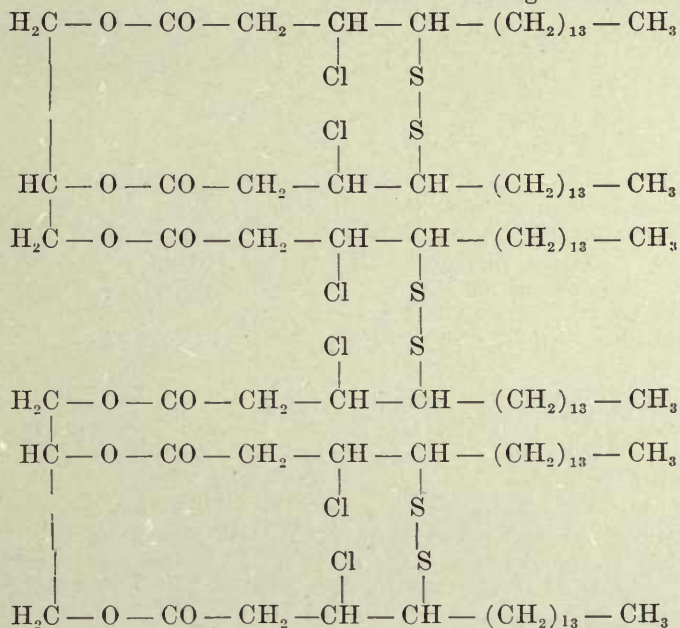 H₂C — O — CO — CH₂ — CH — CH — (CH₂)₁₃ — CH₃
Cl S
Cl S
HC — O — CO — CH₂ — CH — CH — (CH₂)₁₃ — CH₃
H₂C — O — CO — CH₂ — CH — CH — (CH₂)₁₃ — CH₃
Cl S
Cl S
H₂C — O — CO — CH₂ — CH — CH — (CH₂)₁₃ — CH₃
HC — O — CO — CH₂ — CH — CH — (CH₂)₁₃ — CH₃
Cl S
Cl S
H₂C — O — CO — CH₂ — CH — CH — (CH₂)₁₃ — CH₃